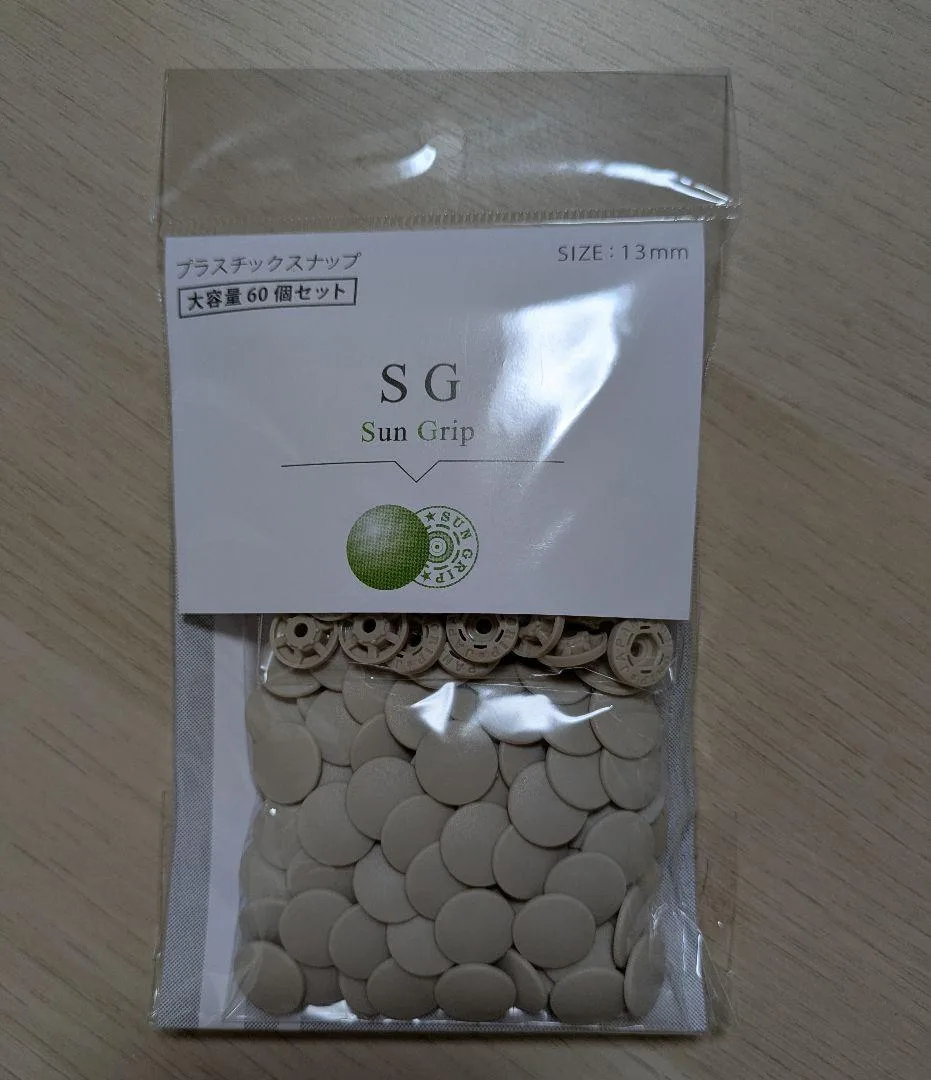 プラスチックスナップ
SIZE：13mm
大容量60個セット
SG
Sun Grip
★SUN GRIP★